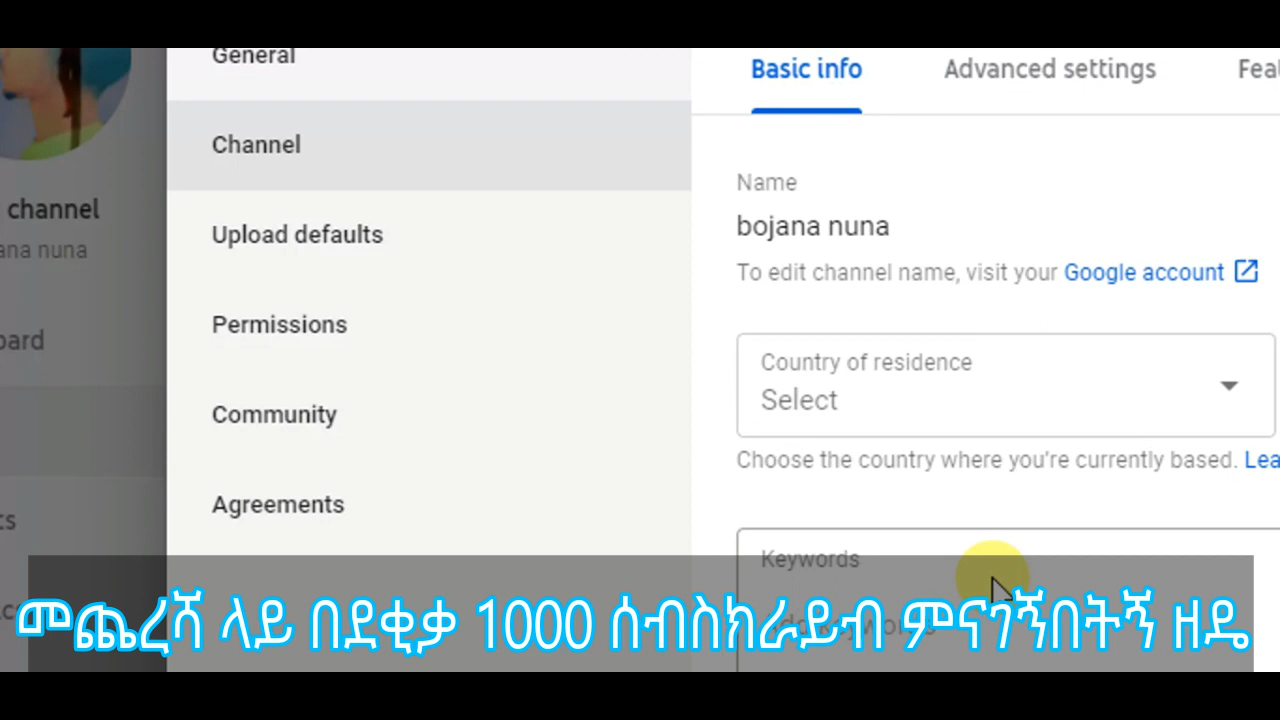 General
Channel
Upload defaults
Permissions
Community
Agreements
channel
Basic info
Advanced settings
Name
bojana nuna
To edit channel name, visit your Google account
Country of residence
Select
Choose the country where you're currently based.
Keywords
መጨረሻ ላይ በደቂቃ 1000 ሰብስክራይብ ምናገኝበትኝ ዘዴ